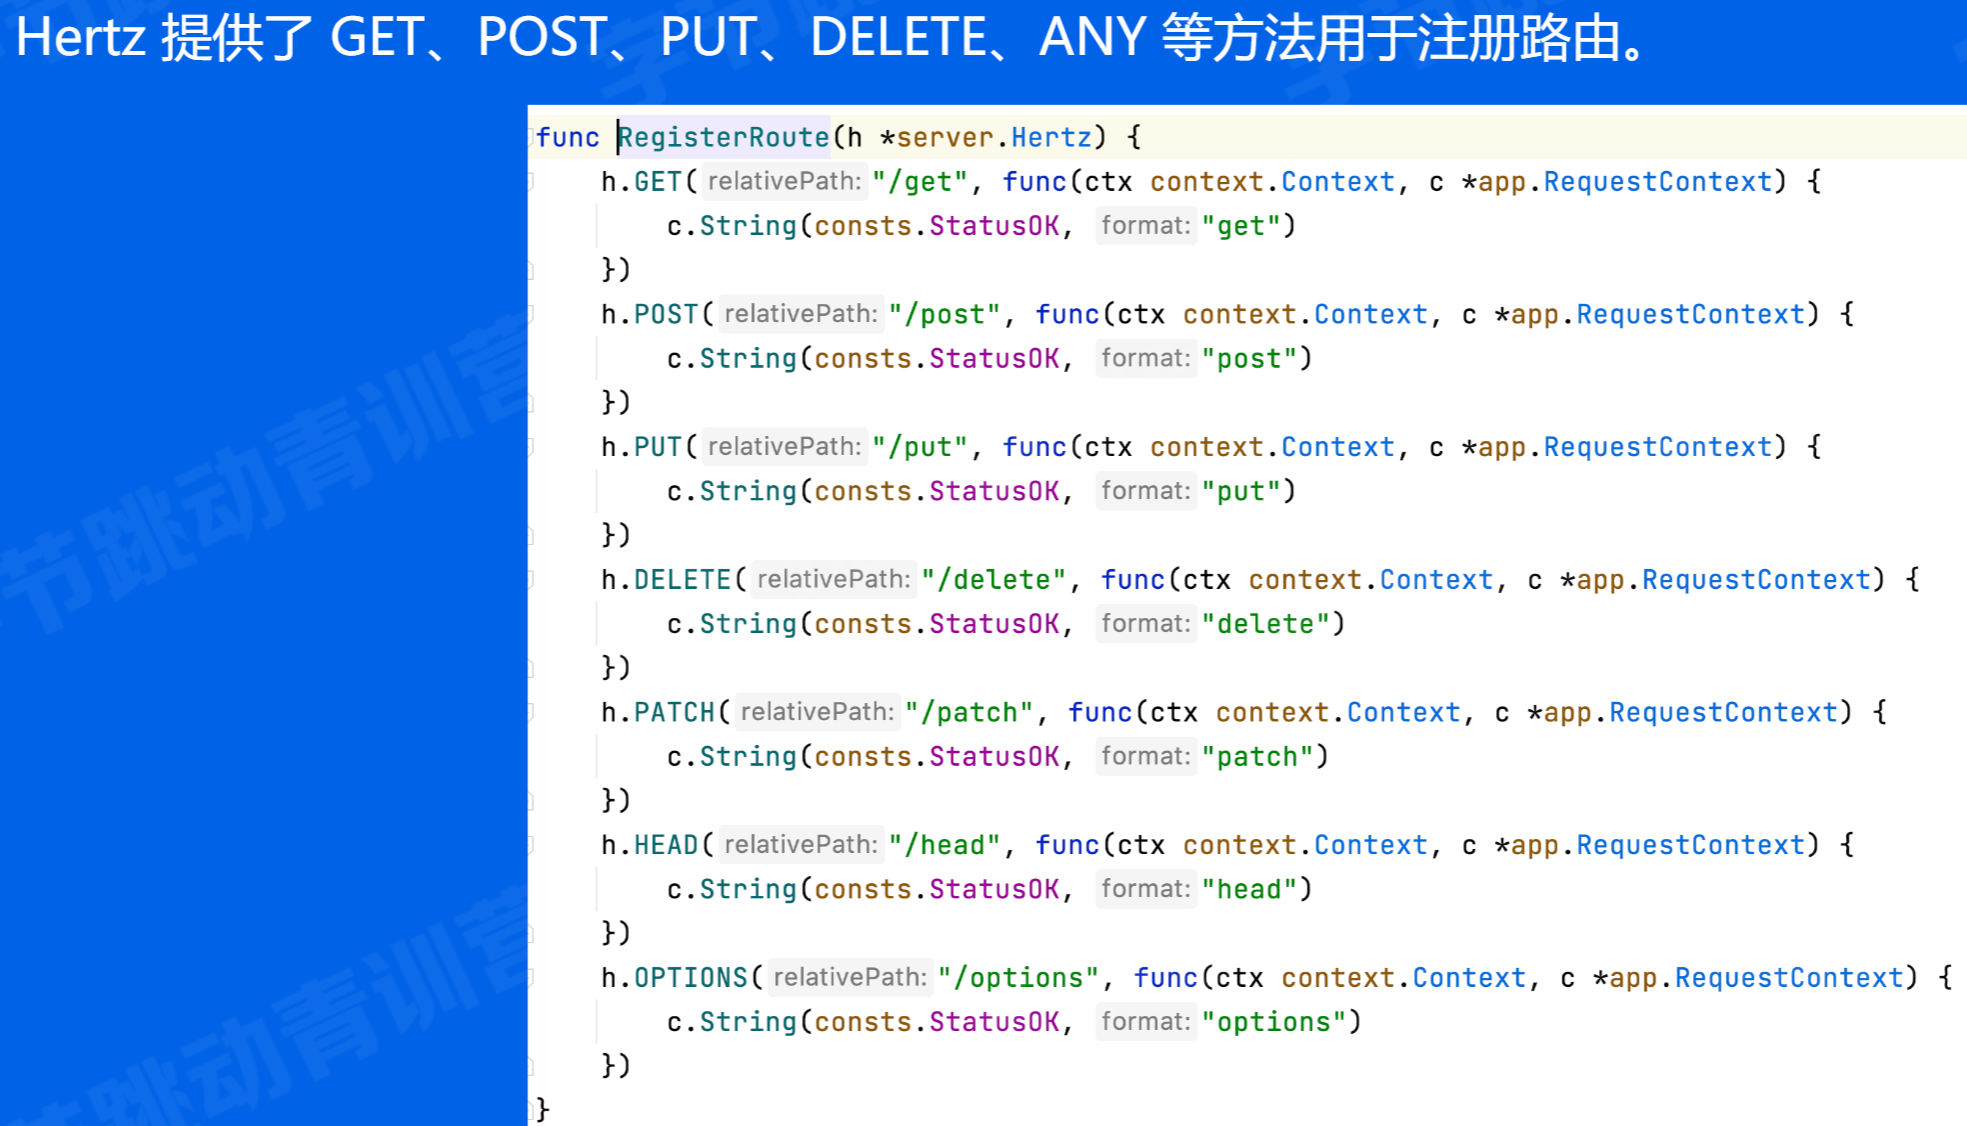 Hertz 提供了 GET、POST、PUT、DELETE、ANY 等方法用于注册路由。
func RegisterRoute(h *server.Hertz) {
    h.GET( relativePath: "/get", func(ctx context.Context, c *app.RequestContext) {
        c.String(consts.StatusOK, format: "get")
    })
    h.POST( relativePath: "/post", func(ctx context.Context, c *app.RequestContext) {
        c.String(consts.StatusOK, format: "post")
    })
    h.PUT( relativePath: "/put", func(ctx context.Context, c *app.RequestContext) {
        c.String(consts.StatusOK, format: "put")
    })
    h.DELETE( relativePath: "/delete", func(ctx context.Context, c *app.RequestContext) {
        c.String(consts.StatusOK, format: "delete")
    })
    h.PATCH( relativePath: "/patch", func(ctx context.Context, c *app.RequestContext) {
        c.String(consts.StatusOK, format: "patch")
    })
    h.HEAD( relativePath: "/head", func(ctx context.Context, c *app.RequestContext) {
        c.String(consts.StatusOK, format: "head")
    })
    h.OPTIONS( relativePath: "/options", func(ctx context.Context, c *app.RequestContext) {
        c.String(consts.StatusOK, format: "options")
    })
}
节跳动青训营
节跳动青训营